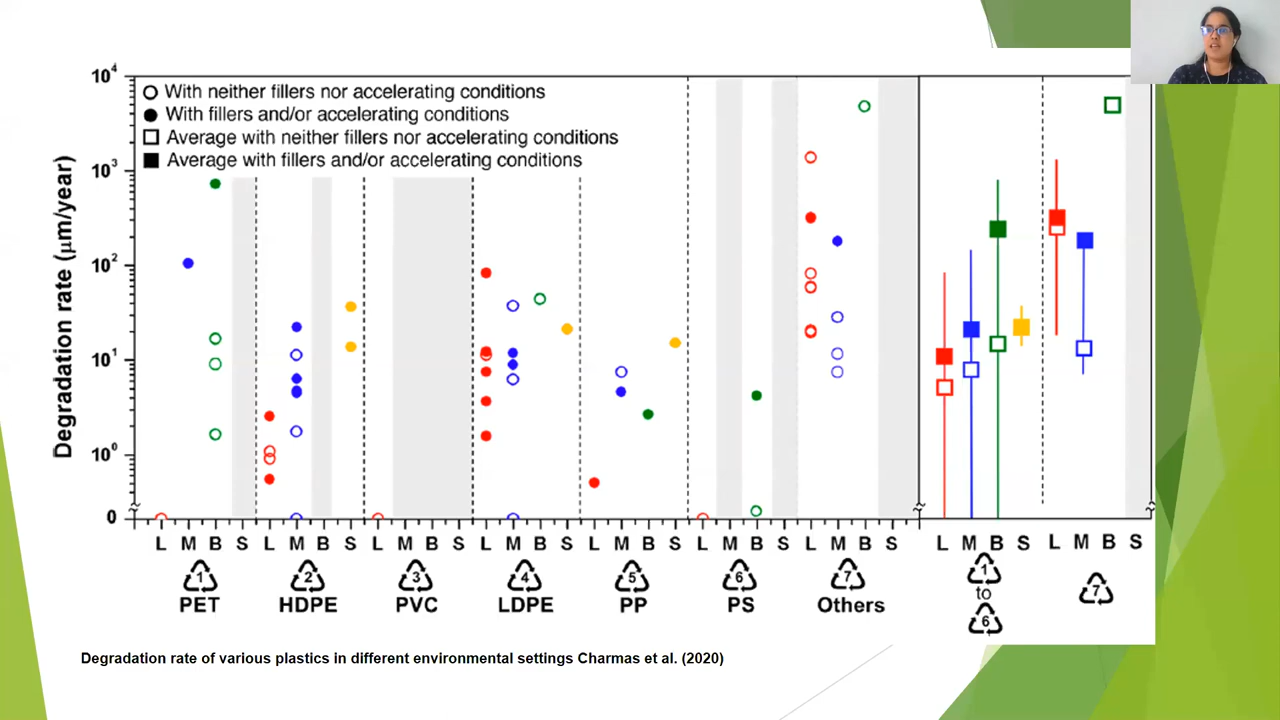 10⁴
10³
10²
10¹
10⁰
0
Degradation rate (μm/year)
With neither fillers nor accelerating conditions
With fillers and/or accelerating conditions
Average with neither fillers nor accelerating conditions
Average with fillers and/or accelerating conditions
L M B S L M B S L M B S L M B S L M B S L M B S L M B S L M B S L M B S
1 2 3 4 5 6 7 1 to 6 7
PET HDPE PVC LDPE PP PS Others
Degradation rate of various plastics in different environmental settings Charmas et al. (2020)